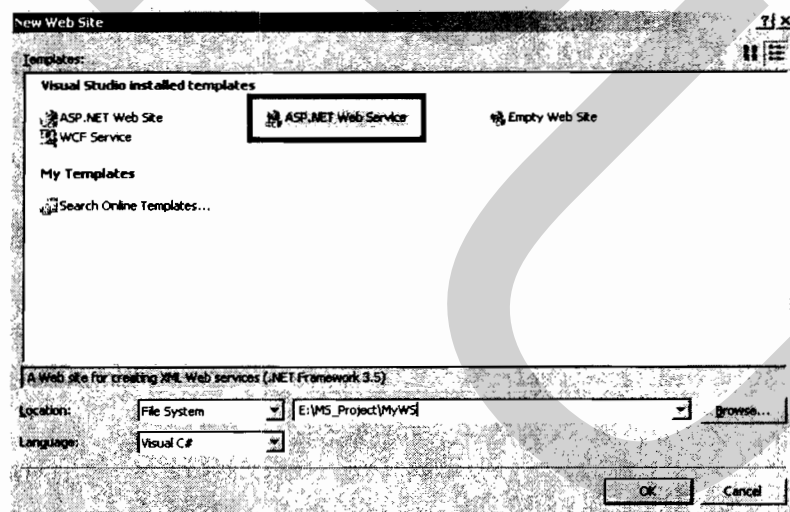 New Web Site
Templates:
Visual Studio installed templates
ASP.NET Web Site
ASP.NET Web Service
Empty Web Site
WCF Service
My Templates
Search Online Templates...
A Web site for creating XML Web services (.NET Framework 3.5)
Location:
File System
E:\MS_Project\MyWS
Browse...
Language:
Visual C#
OK
Cancel